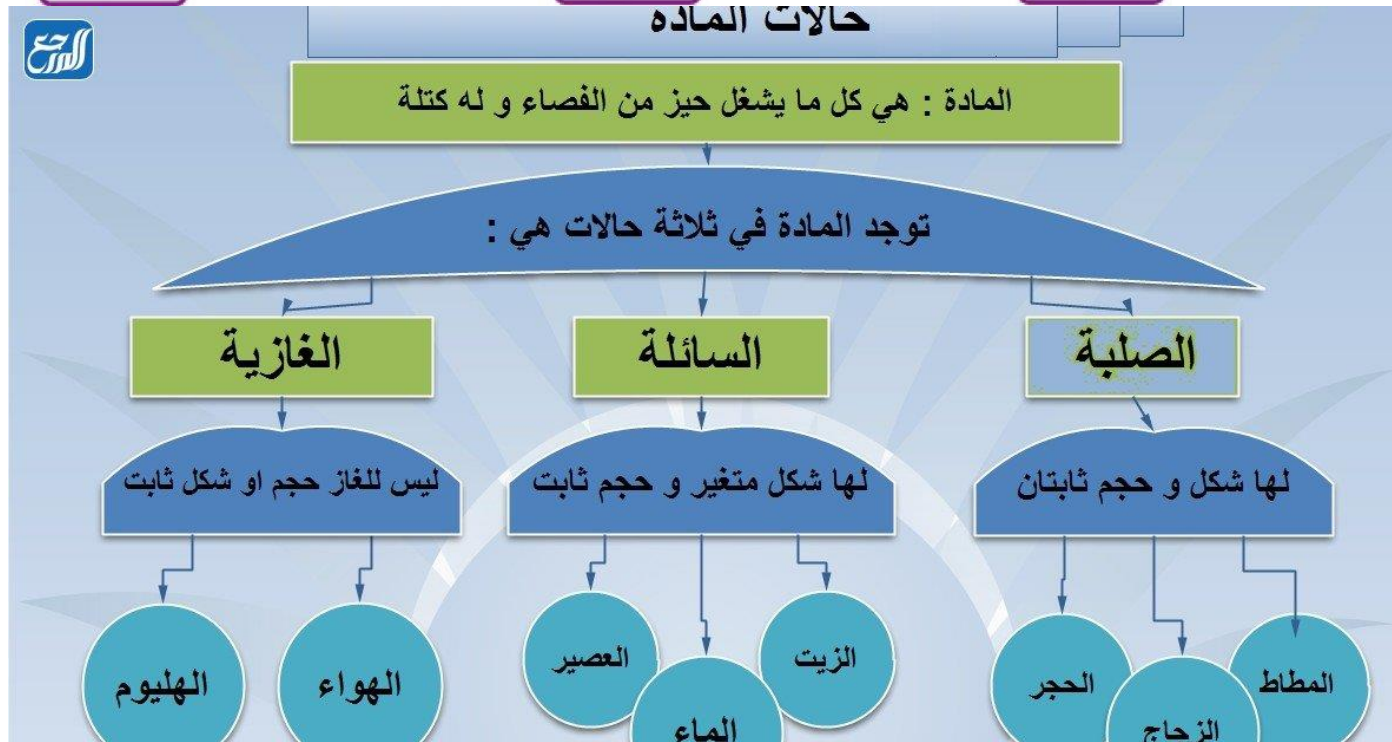 المرجع
حالات المادة
المادة : هي كل ما يشغل حيز من الفصاء و له كتلة
توجد المادة في ثلاثة حالات هي :
الصلبة
السائلة
الغازية
لها شكل و حجم ثابتان
لها شكل متغير و حجم ثابت
ليس للغاز حجم او شكل ثابت
المطاط
الزجاج
الحجر
الزيت
الماء
العصير
الهواء
الهليوم